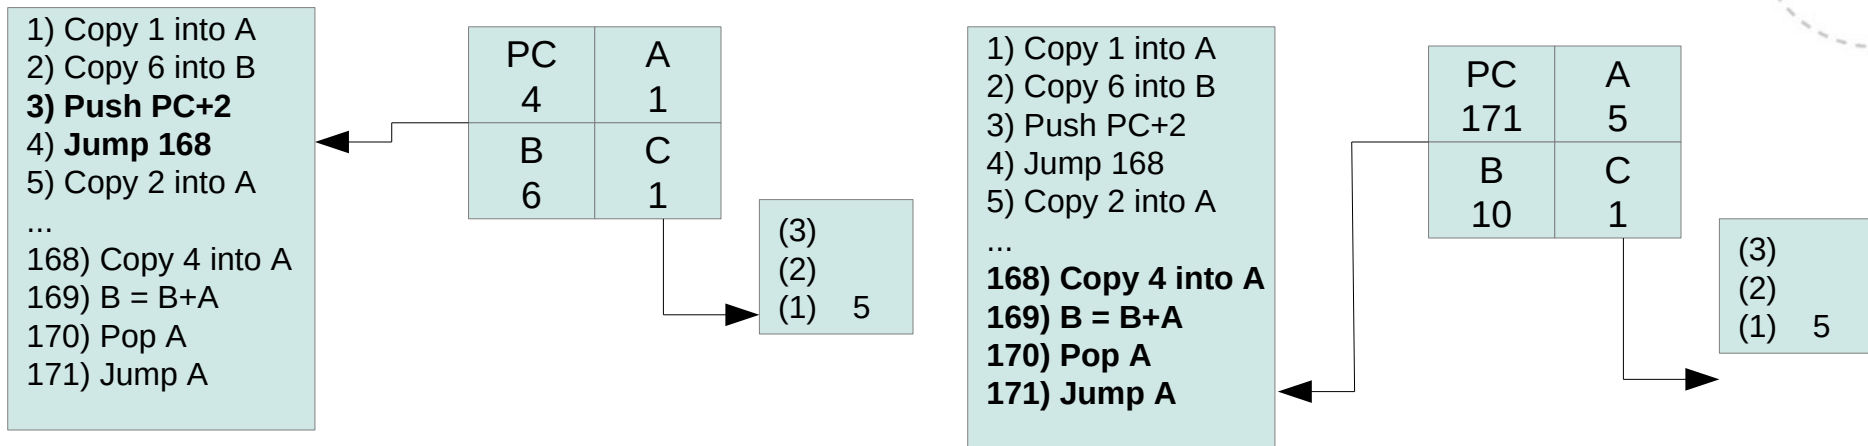 1) Copy 1 into A
2) Copy 6 into B
3) Push PC+2
4) Jump 168
5) Copy 2 into A
...
168) Copy 4 into A
169) B = B+A
170) Pop A
171) Jump A
PC A
4 1
B C
6 1
(3)
(2)
(1) 5
1) Copy 1 into A
2) Copy 6 into B
3) Push PC+2
4) Jump 168
5) Copy 2 into A
...
168) Copy 4 into A
169) B = B+A
170) Pop A
171) Jump A
PC A
171 5
B C
10 1
(3)
(2)
(1) 5